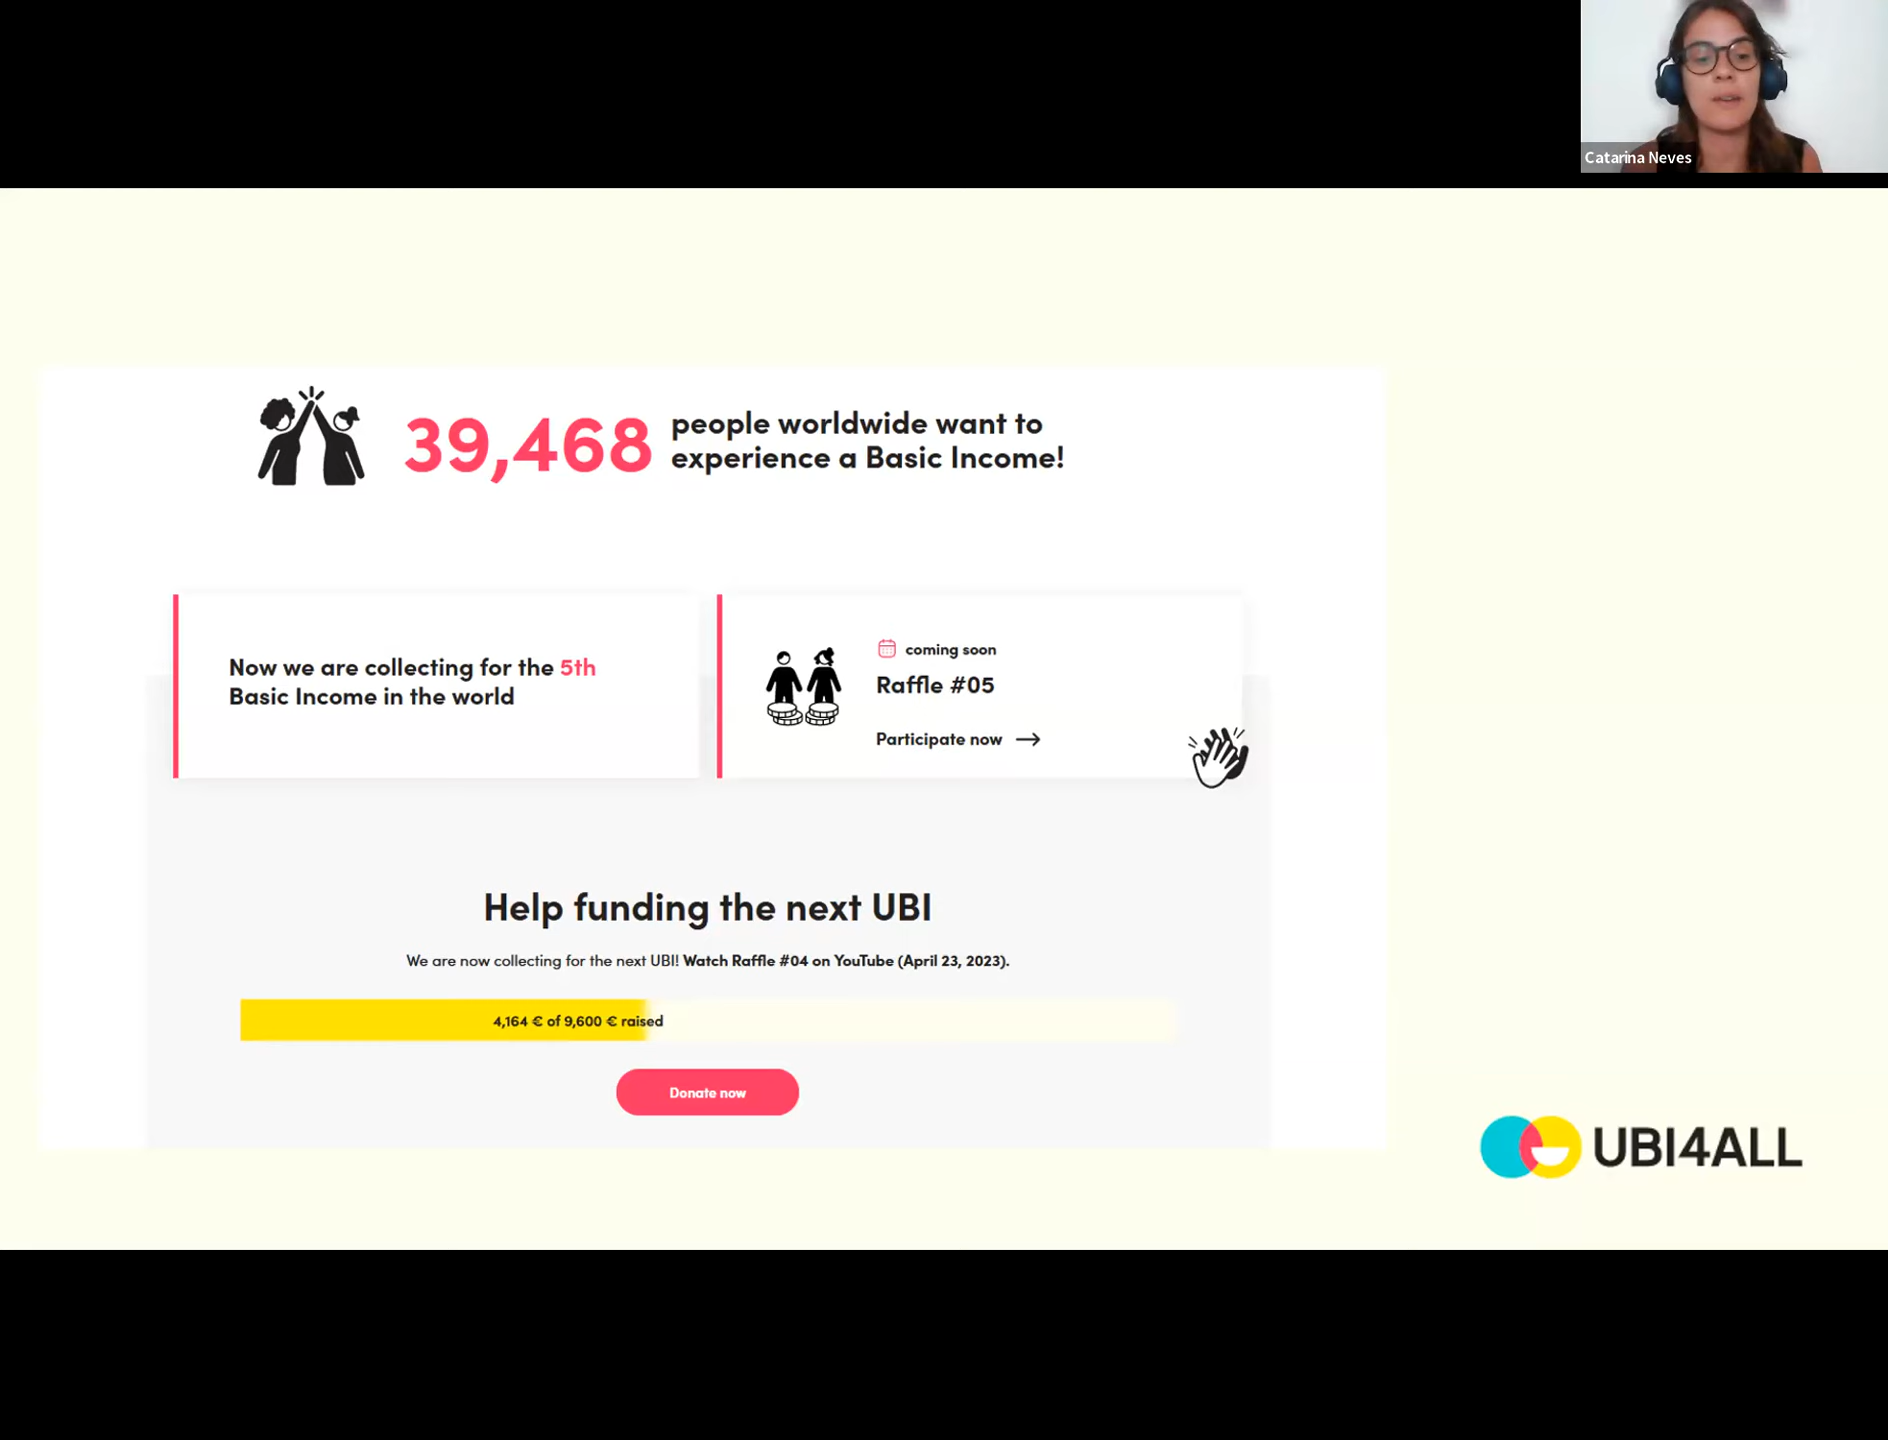 Catarina Neves
39,468
people worldwide want to
experience a Basic Income!
Now we are collecting for the 5th
Basic Income in the world
coming soon
Raffle #05
Participate now
Help funding the next UBI
We are now collecting for the next UBI! Watch Raffle #04 on YouTube (April 23, 2023).
4,164 € of 9,600 € raised
Donate now
UBI4ALL